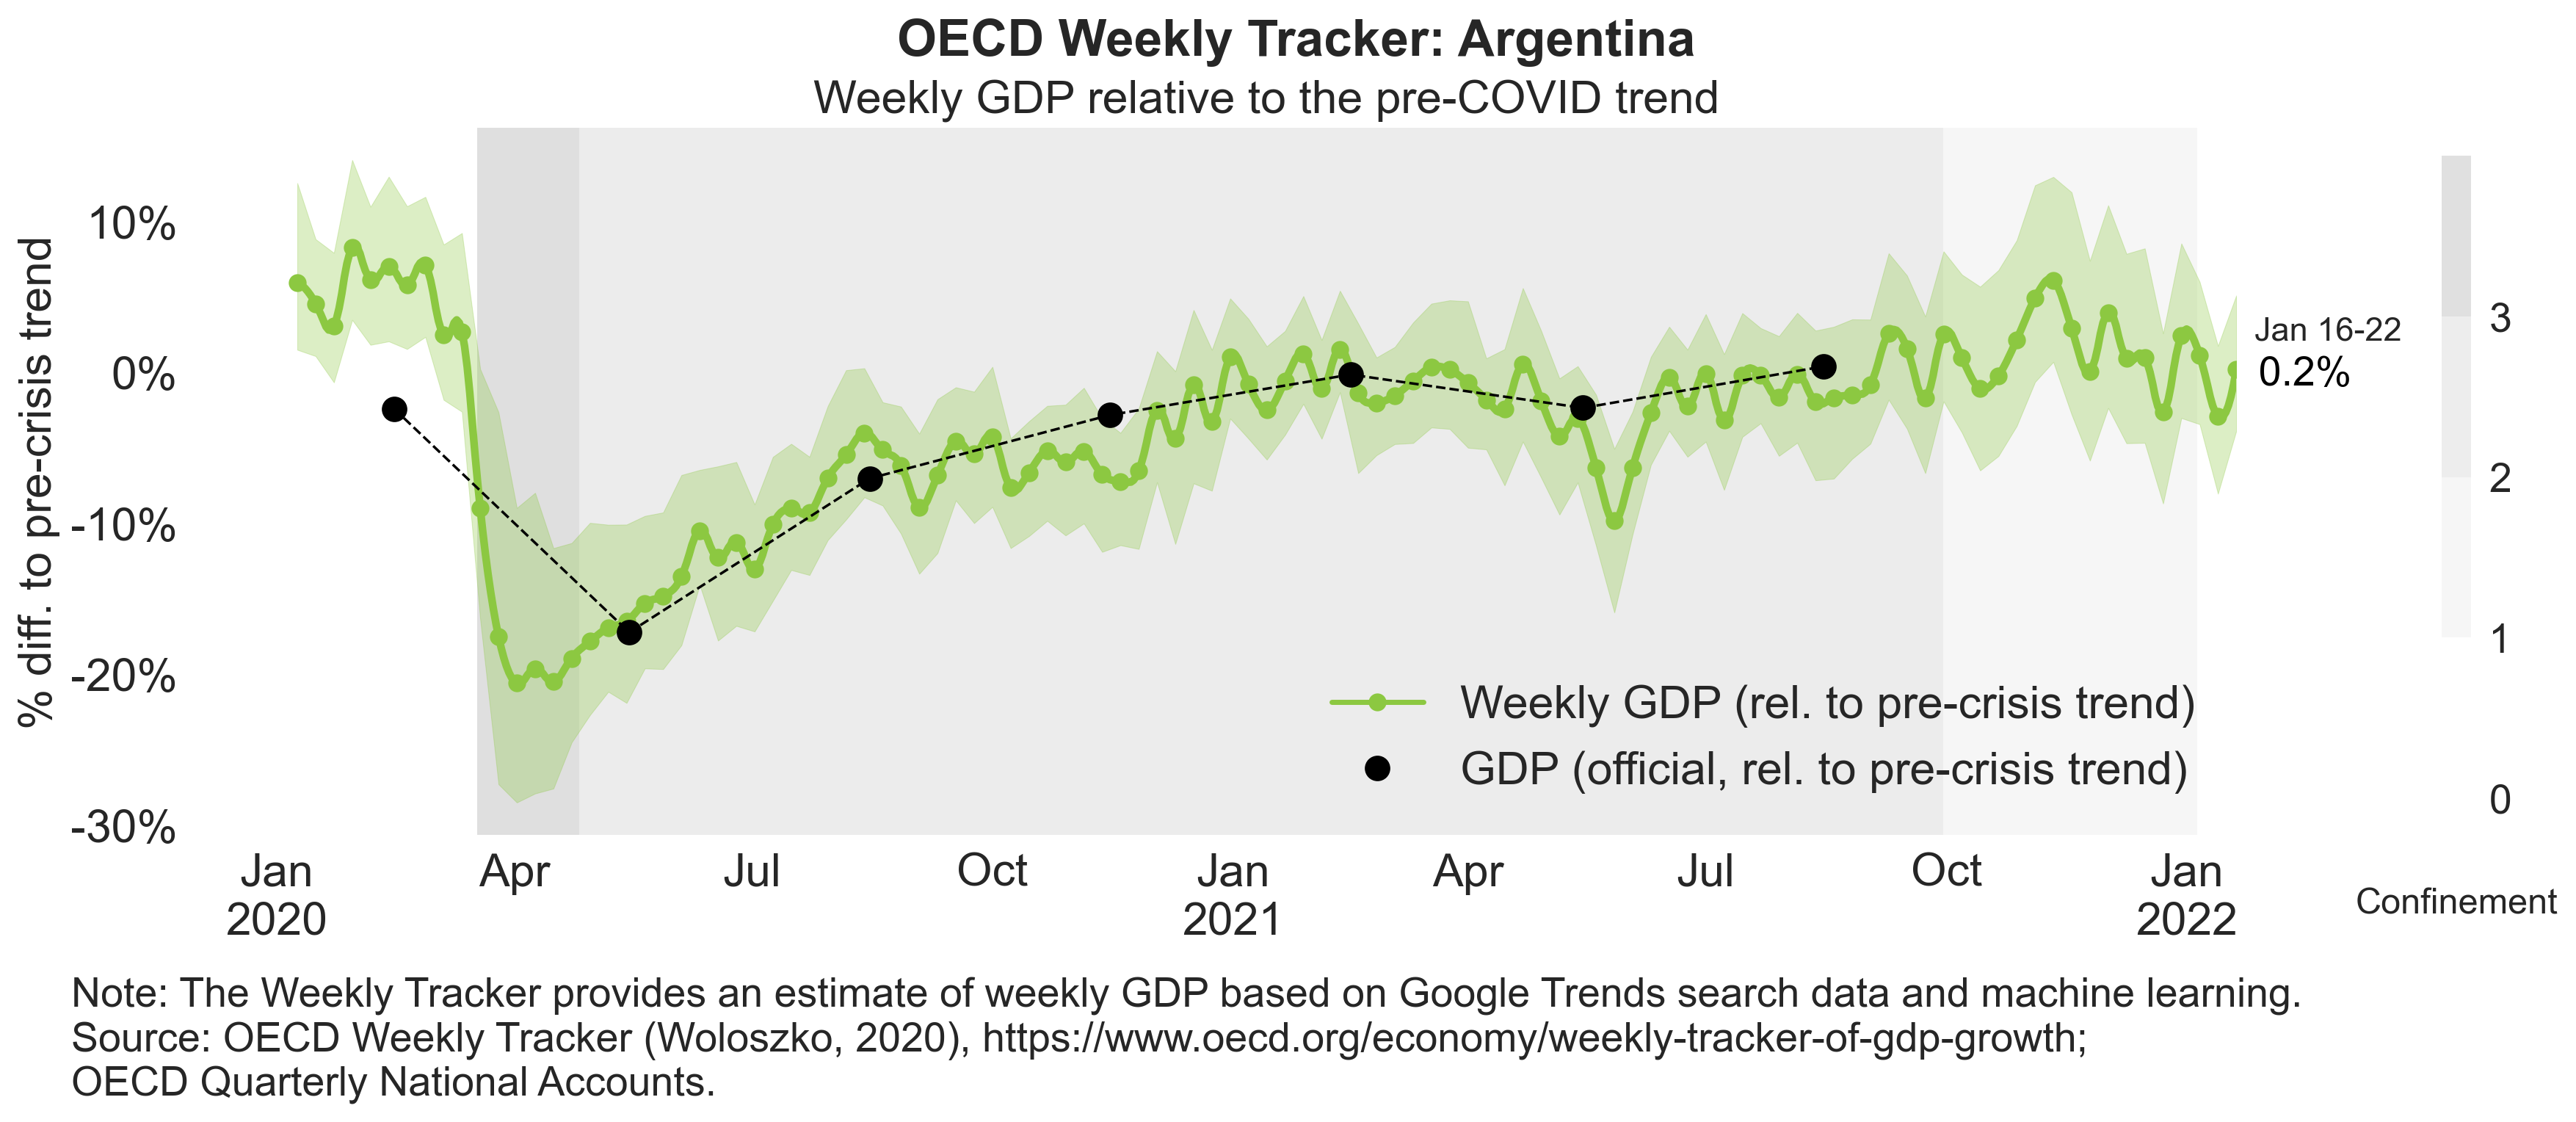 OECD Weekly Tracker: Argentina
Weekly GDP relative to the pre-COVID trend
% diff. to pre-crisis trend
10%
0%
-10%
-20%
-30%
Jan 16-22
0.2%
3
2
1
0
Confinement
Weekly GDP (rel. to pre-crisis trend)
GDP (official, rel. to pre-crisis trend)
Jan Apr Jul Oct Jan Apr Jul Oct Jan
2020 2021 2022
Note: The Weekly Tracker provides an estimate of weekly GDP based on Google Trends search data and machine learning.
Source: OECD Weekly Tracker (Woloszko, 2020), https://www.oecd.org/economy/weekly-tracker-of-gdp-growth;
OECD Quarterly National Accounts.